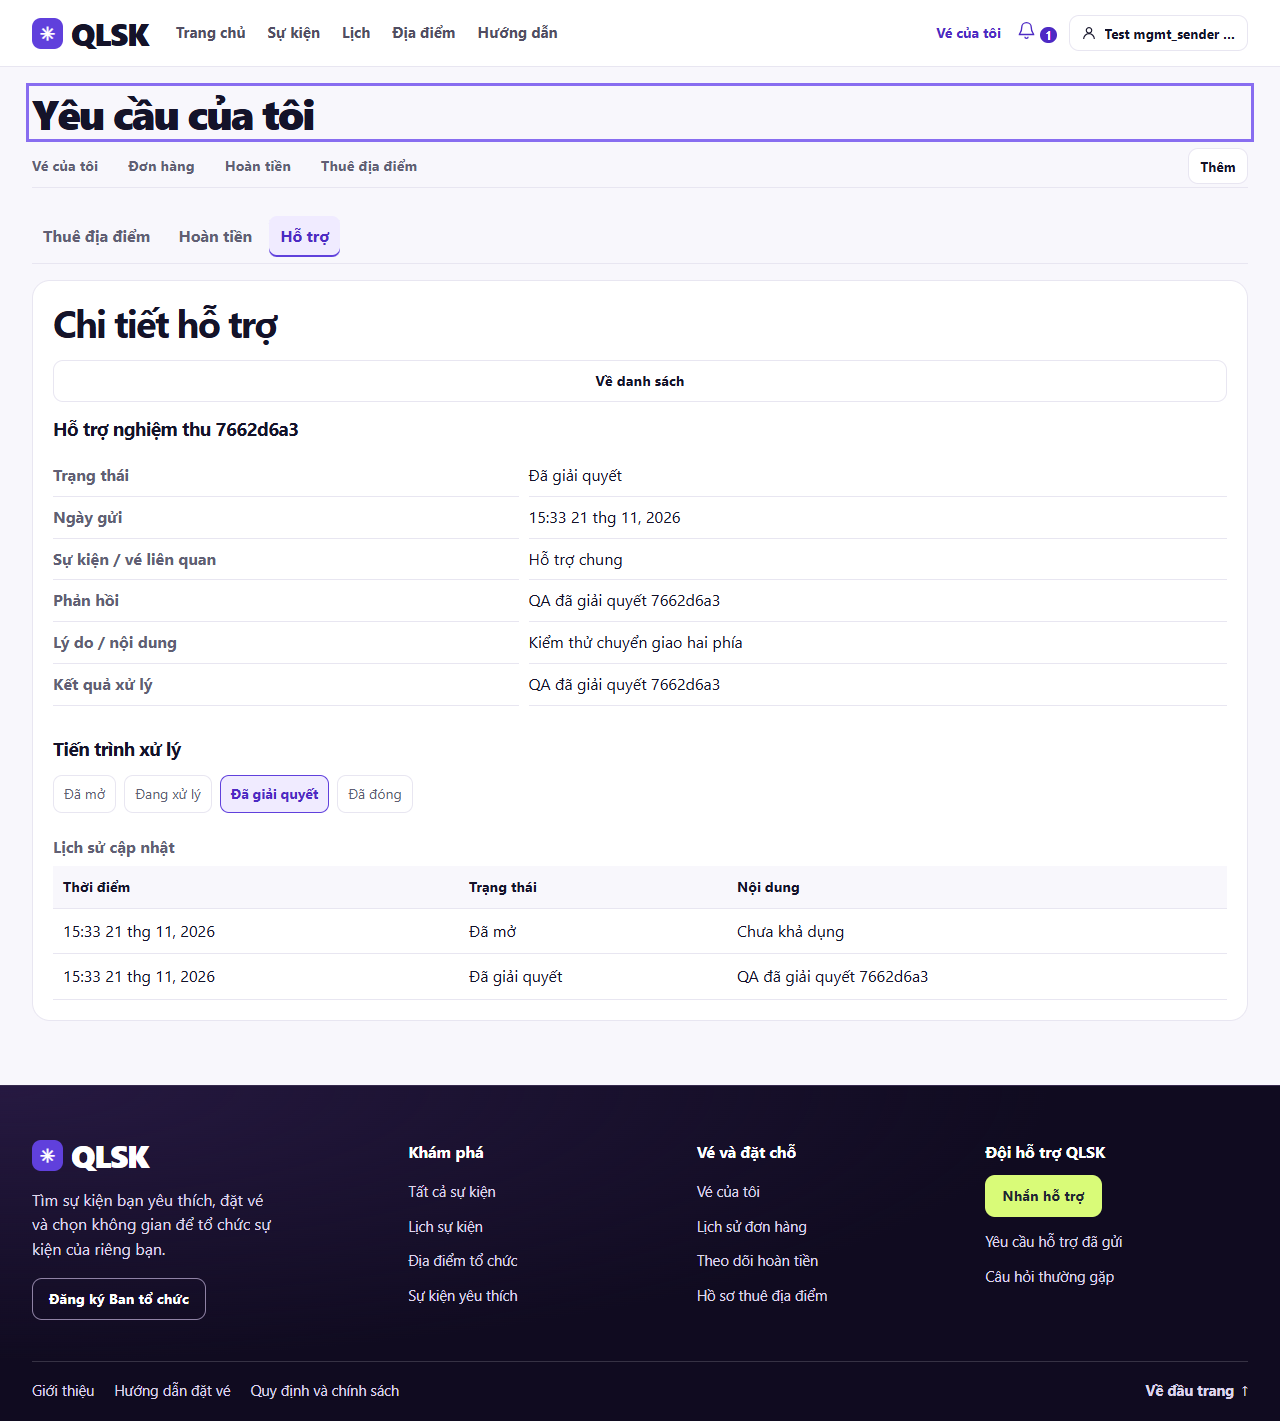 QLSK
Trang chủ
Sự kiện
Lịch
Địa điểm
Hướng dẫn
Vé của tôi
1
Test mgmt_sender ...
Yêu cầu của tôi
Vé của tôi
Đơn hàng
Hoàn tiền
Thuê địa điểm
Thêm
Thuê địa điểm
Hoàn tiền
Hỗ trợ
Chi tiết hỗ trợ
Về danh sách
Hỗ trợ nghiệm thu 7662d6a3
Trạng thái
Đã giải quyết
Ngày gửi
15:33 21 thg 11, 2026
Sự kiện / vé liên quan
Hỗ trợ chung
Phản hồi
QA đã giải quyết 7662d6a3
Lý do / nội dung
Kiểm thử chuyển giao hai phía
Kết quả xử lý
QA đã giải quyết 7662d6a3
Tiến trình xử lý
Đã mở
Đang xử lý
Đã giải quyết
Đã đóng
Lịch sử cập nhật
Thời điểm
Trạng thái
Nội dung
15:33 21 thg 11, 2026
Đã mở
Chưa khả dụng
15:33 21 thg 11, 2026
Đã giải quyết
QA đã giải quyết 7662d6a3
QLSK
Tìm sự kiện bạn yêu thích, đặt vé
và chọn không gian để tổ chức sự
kiện của riêng bạn.
Đăng ký Ban tổ chức
Khám phá
Tất cả sự kiện
Lịch sự kiện
Địa điểm tổ chức
Sự kiện yêu thích
Vé và đặt chỗ
Vé của tôi
Lịch sử đơn hàng
Theo dõi hoàn tiền
Hồ sơ thuê địa điểm
Đội hỗ trợ QLSK
Nhắn hỗ trợ
Yêu cầu hỗ trợ đã gửi
Câu hỏi thường gặp
Giới thiệu
Hướng dẫn đặt vé
Quy định và chính sách
Về đầu trang ↑